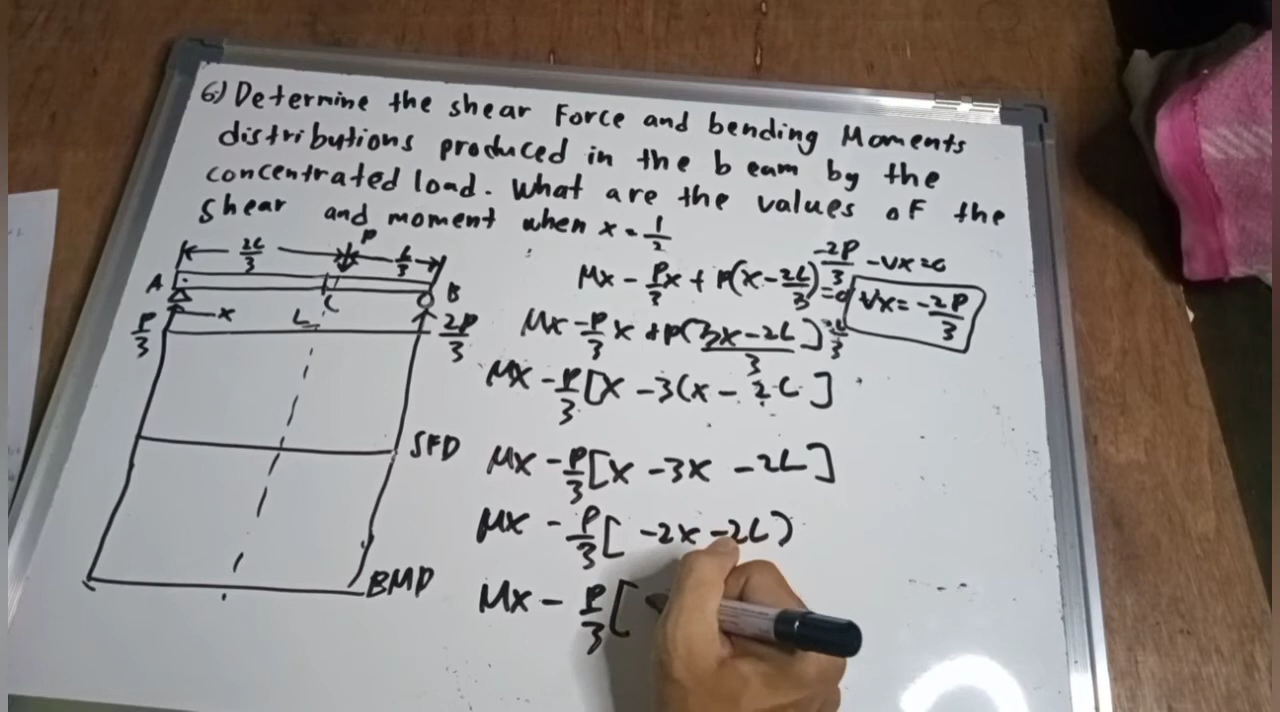 6.) Determine the shear Force and bending Moments
distributions produced in the beam by the
concentrated load. What are the values of the
shear and moment when x = 1/2
2L/3 P L/3
A C B
P/3 x L 2P/3
SFD
BMD
-2P/3 - Vx = 0
Vx = -2P/3
Mx - P/3 x + P(x - 2L/3) = 0
Mx - P/3 x + P(3x - 2L)/3
Mx - P/3 [x - 3(x - 2L]
Mx - P/3 [x - 3x - 2L]
Mx - P/3 [ -2x - 2L)
Mx - P/3 [